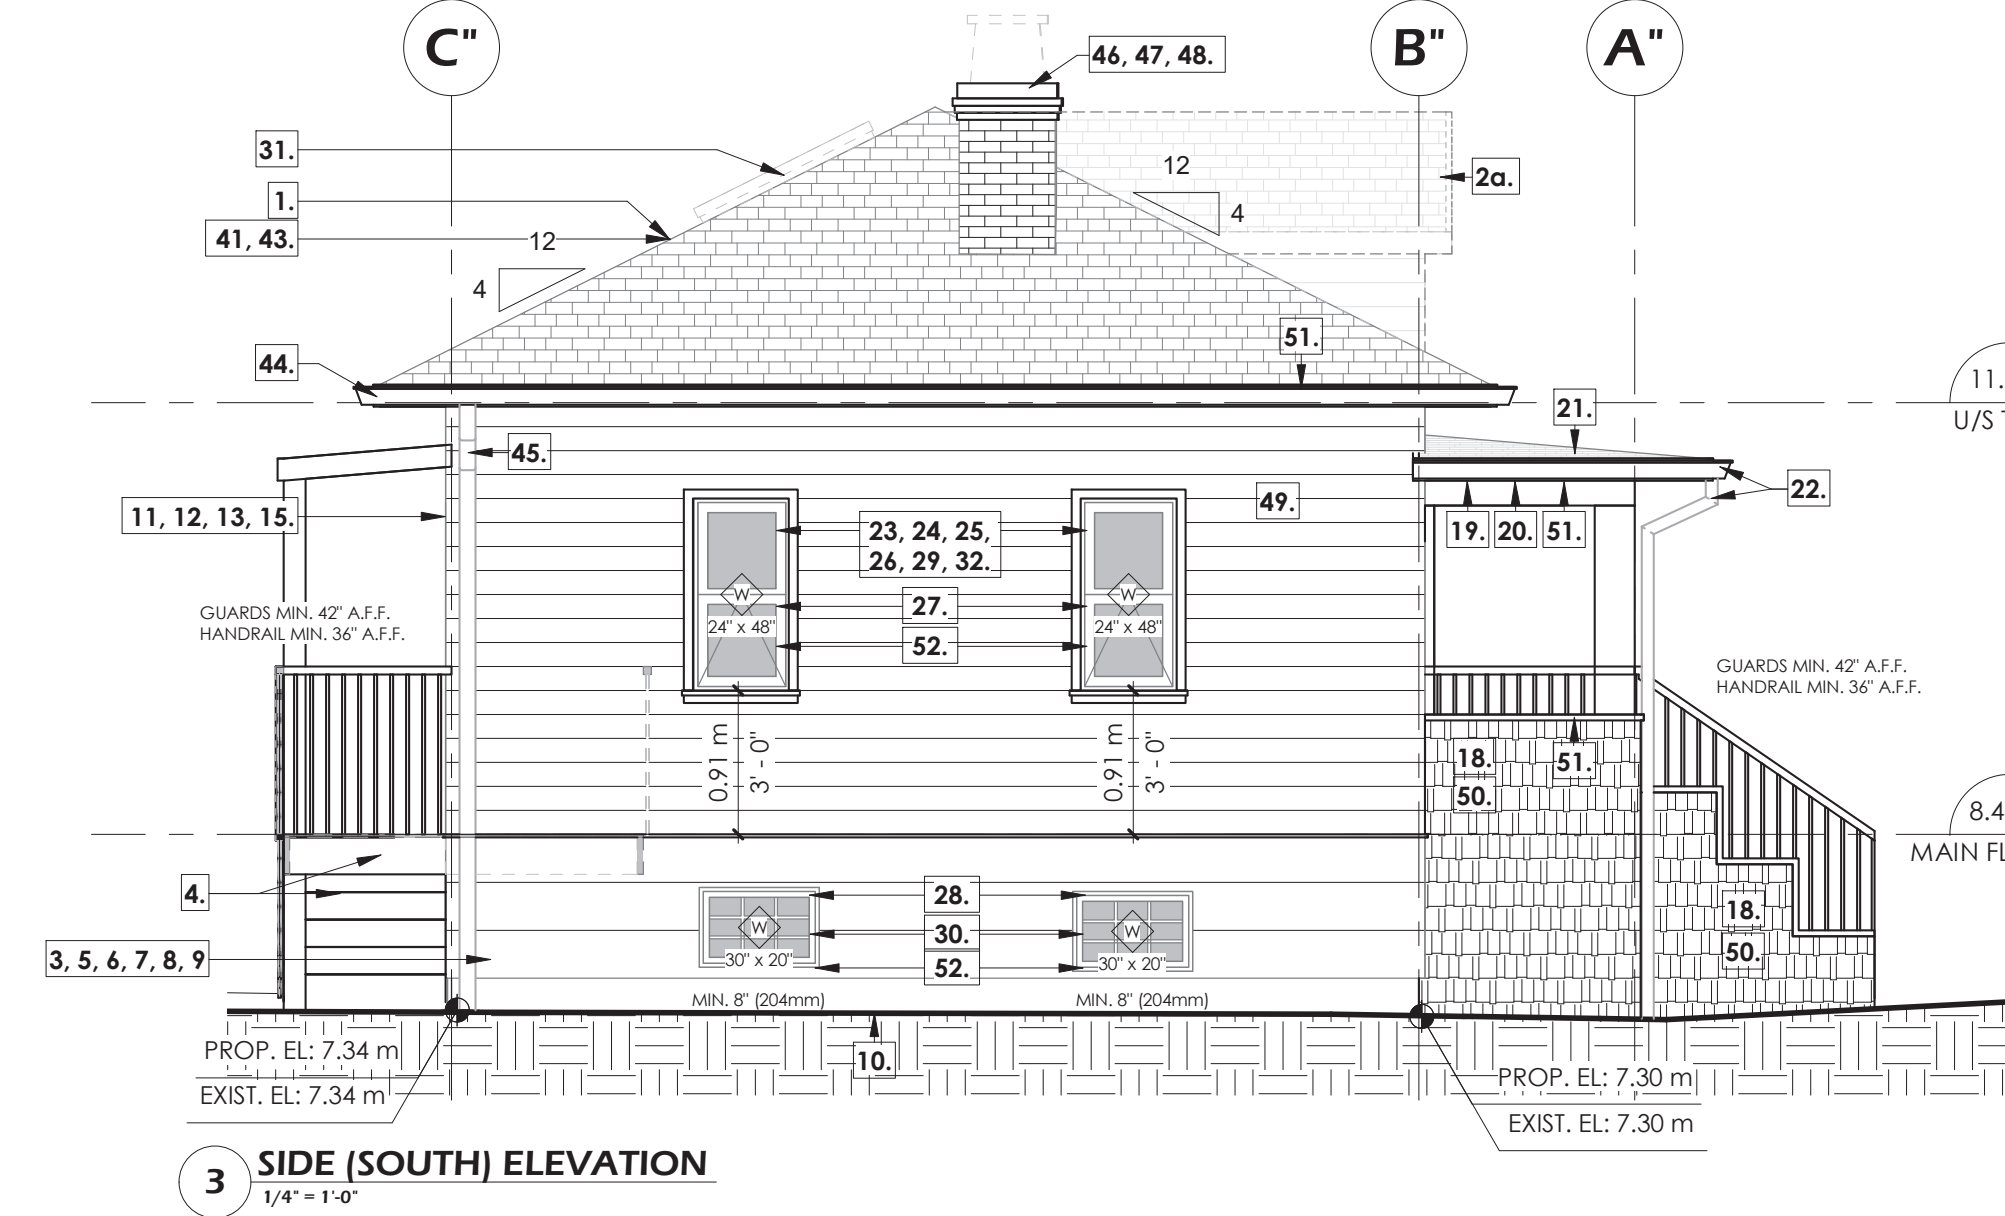 C"
B"
A"
46, 47, 48.
31.
12
2a.
1.
4
41, 43.
12
4
51.
44.
11.
21.
U/S
45.
22.
49.
11, 12, 13, 15.
23, 24, 25,
26, 29, 32.
19.
20.
51.
W
W
27.
GUARDS MIN. 42" A.F.F.
HANDRAIL MIN. 36" A.F.F.
24" x 48"
24" x 48"
52.
GUARDS MIN. 42" A.F.F.
HANDRAIL MIN. 36" A.F.F.
0.91 m
3' - 0"
0.91 m
3' - 0"
18.
51.
50.
8.4
MAIN FL
4.
28.
W
W
30.
30" x 20"
30" x 20"
52.
18.
50.
3, 5, 6, 7, 8, 9
MIN. 8" (204mm)
MIN. 8" (204mm)
10.
PROP. EL: 7.34 m
EXIST. EL: 7.34 m
PROP. EL: 7.30 m
EXIST. EL: 7.30 m
3
SIDE (SOUTH) ELEVATION
1/4" = 1'-0"